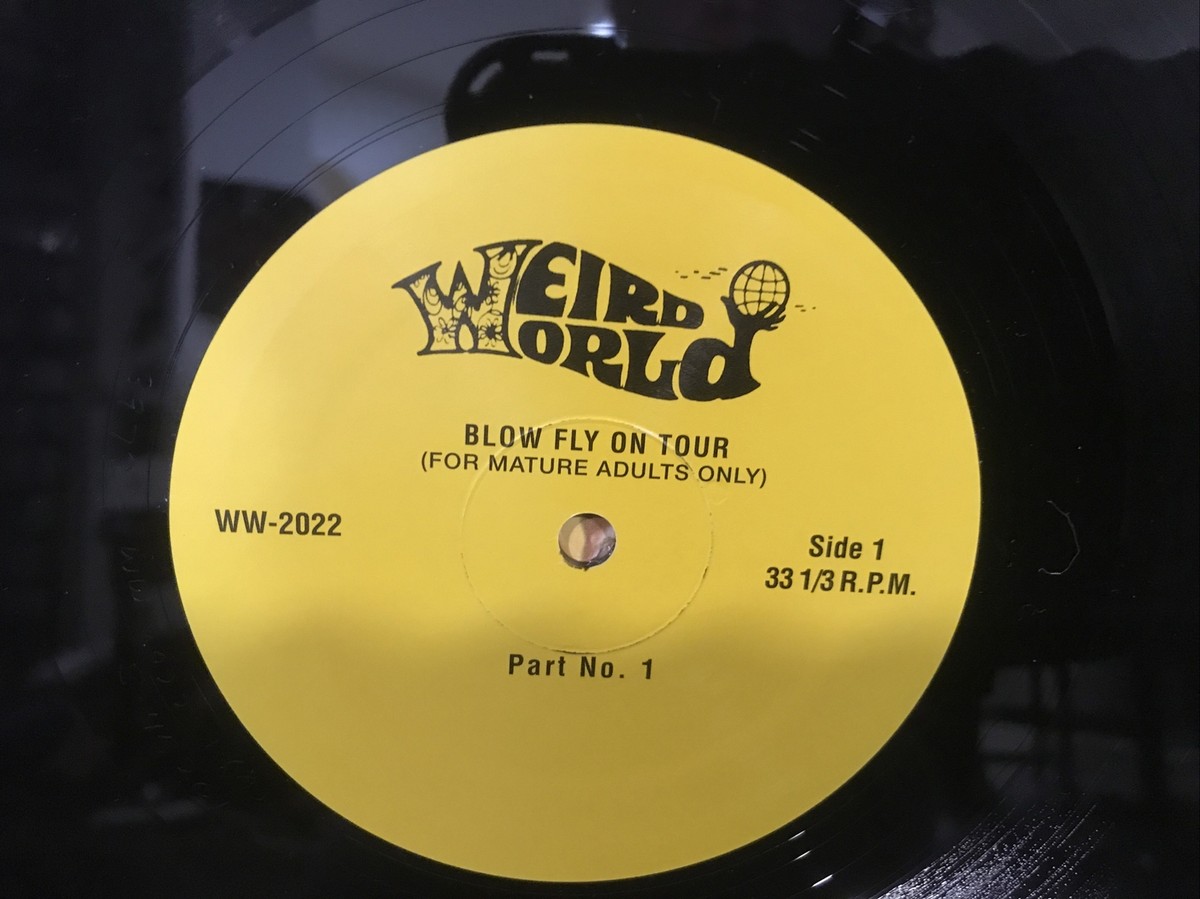 WEIRD
WORLD
BLOW FLY ON TOUR
(FOR MATURE ADULTS ONLY)
WW-2022
Side 1
33 1/3 R.P.M.
Part No. 1